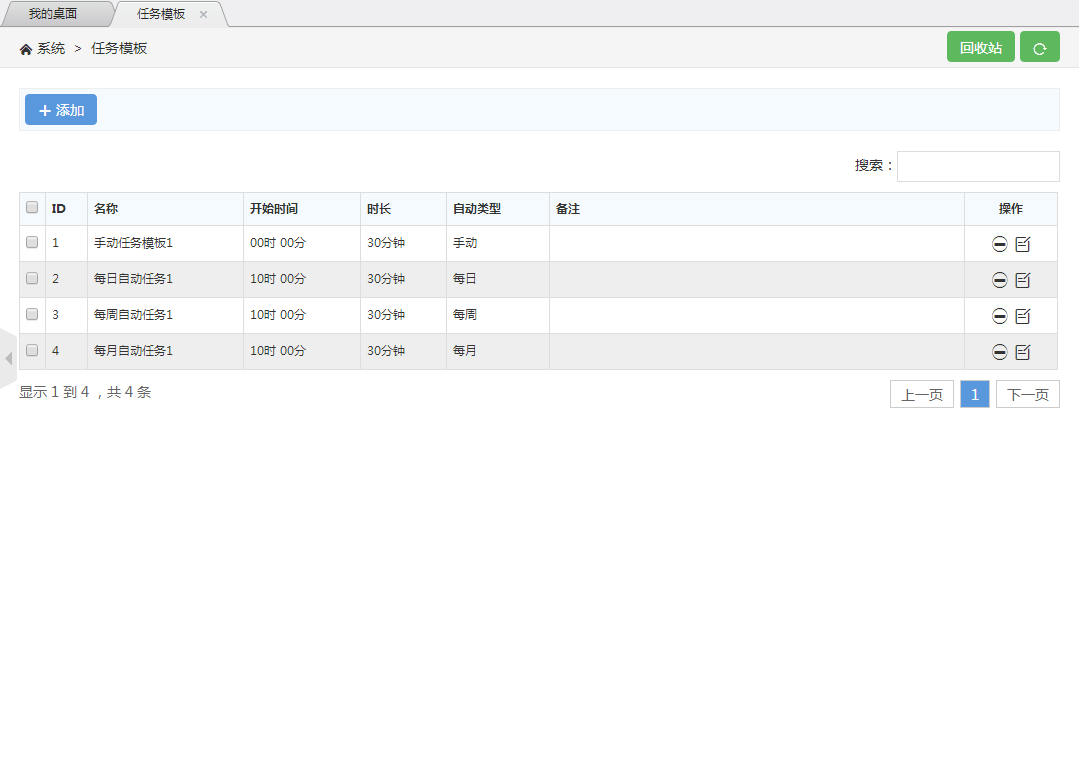 我的桌面 任务模板
系统 > 任务模板 回收站
添加
搜索：
ID 名称 开始时间 时长 自动类型 备注 操作
1 手动任务模板1 00时 00分 30分钟 手动
2 每日自动任务1 10时 00分 30分钟 每日
3 每周自动任务1 10时 00分 30分钟 每周
4 每月自动任务1 10时 00分 30分钟 每月
显示 1 到 4 ，共 4 条 上一页 1 下一页